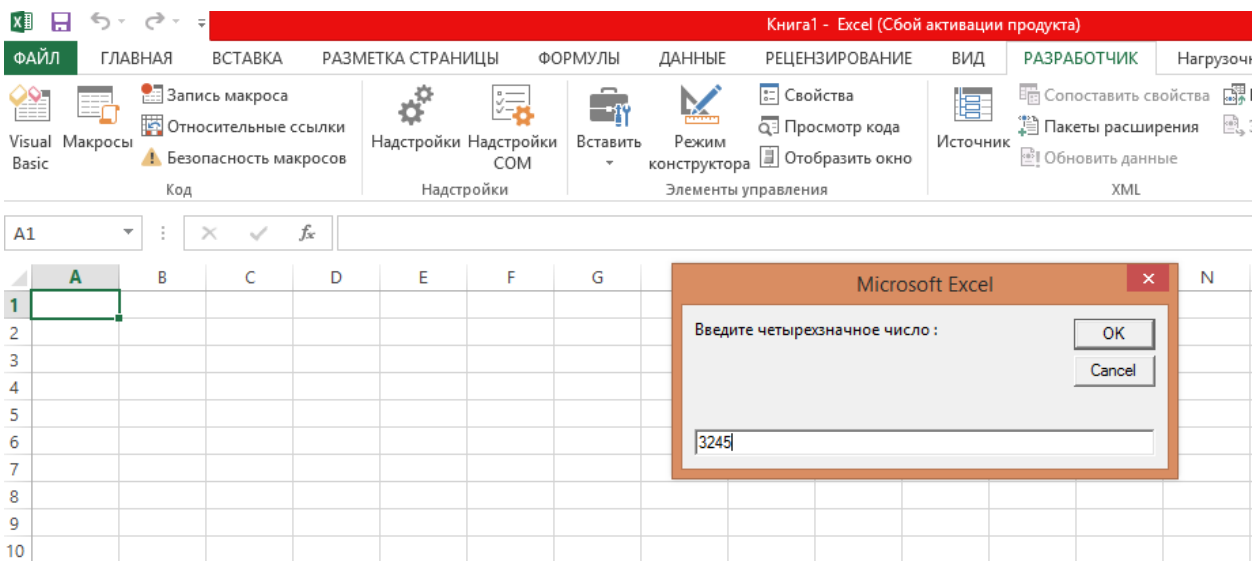 Книга1 - Excel (Сбой активации продукта)
ФАЙЛ ГЛАВНАЯ ВСТАВКА РАЗМЕТКА СТРАНИЦЫ ФОРМУЛЫ ДАННЫЕ РЕЦЕНЗИРОВАНИЕ ВИД РАЗРАБОТЧИК Нагрузочн
Visual Basic
Макросы
Запись макроса
Относительные ссылки
Безопасность макросов
Код
Надстройки
Надстройки COM
Надстройки
Вставить
Режим конструктора
Свойства
Просмотр кода
Отобразить окно
Элементы управления
Источник
Сопоставить свойства
Пакеты расширения
Обновить данные
XML
A1 fx
A B C D E F G N
1
2
3
4
5
6
7
8
9
10
Microsoft Excel
Введите четырехзначное число :
OK
Cancel
3245